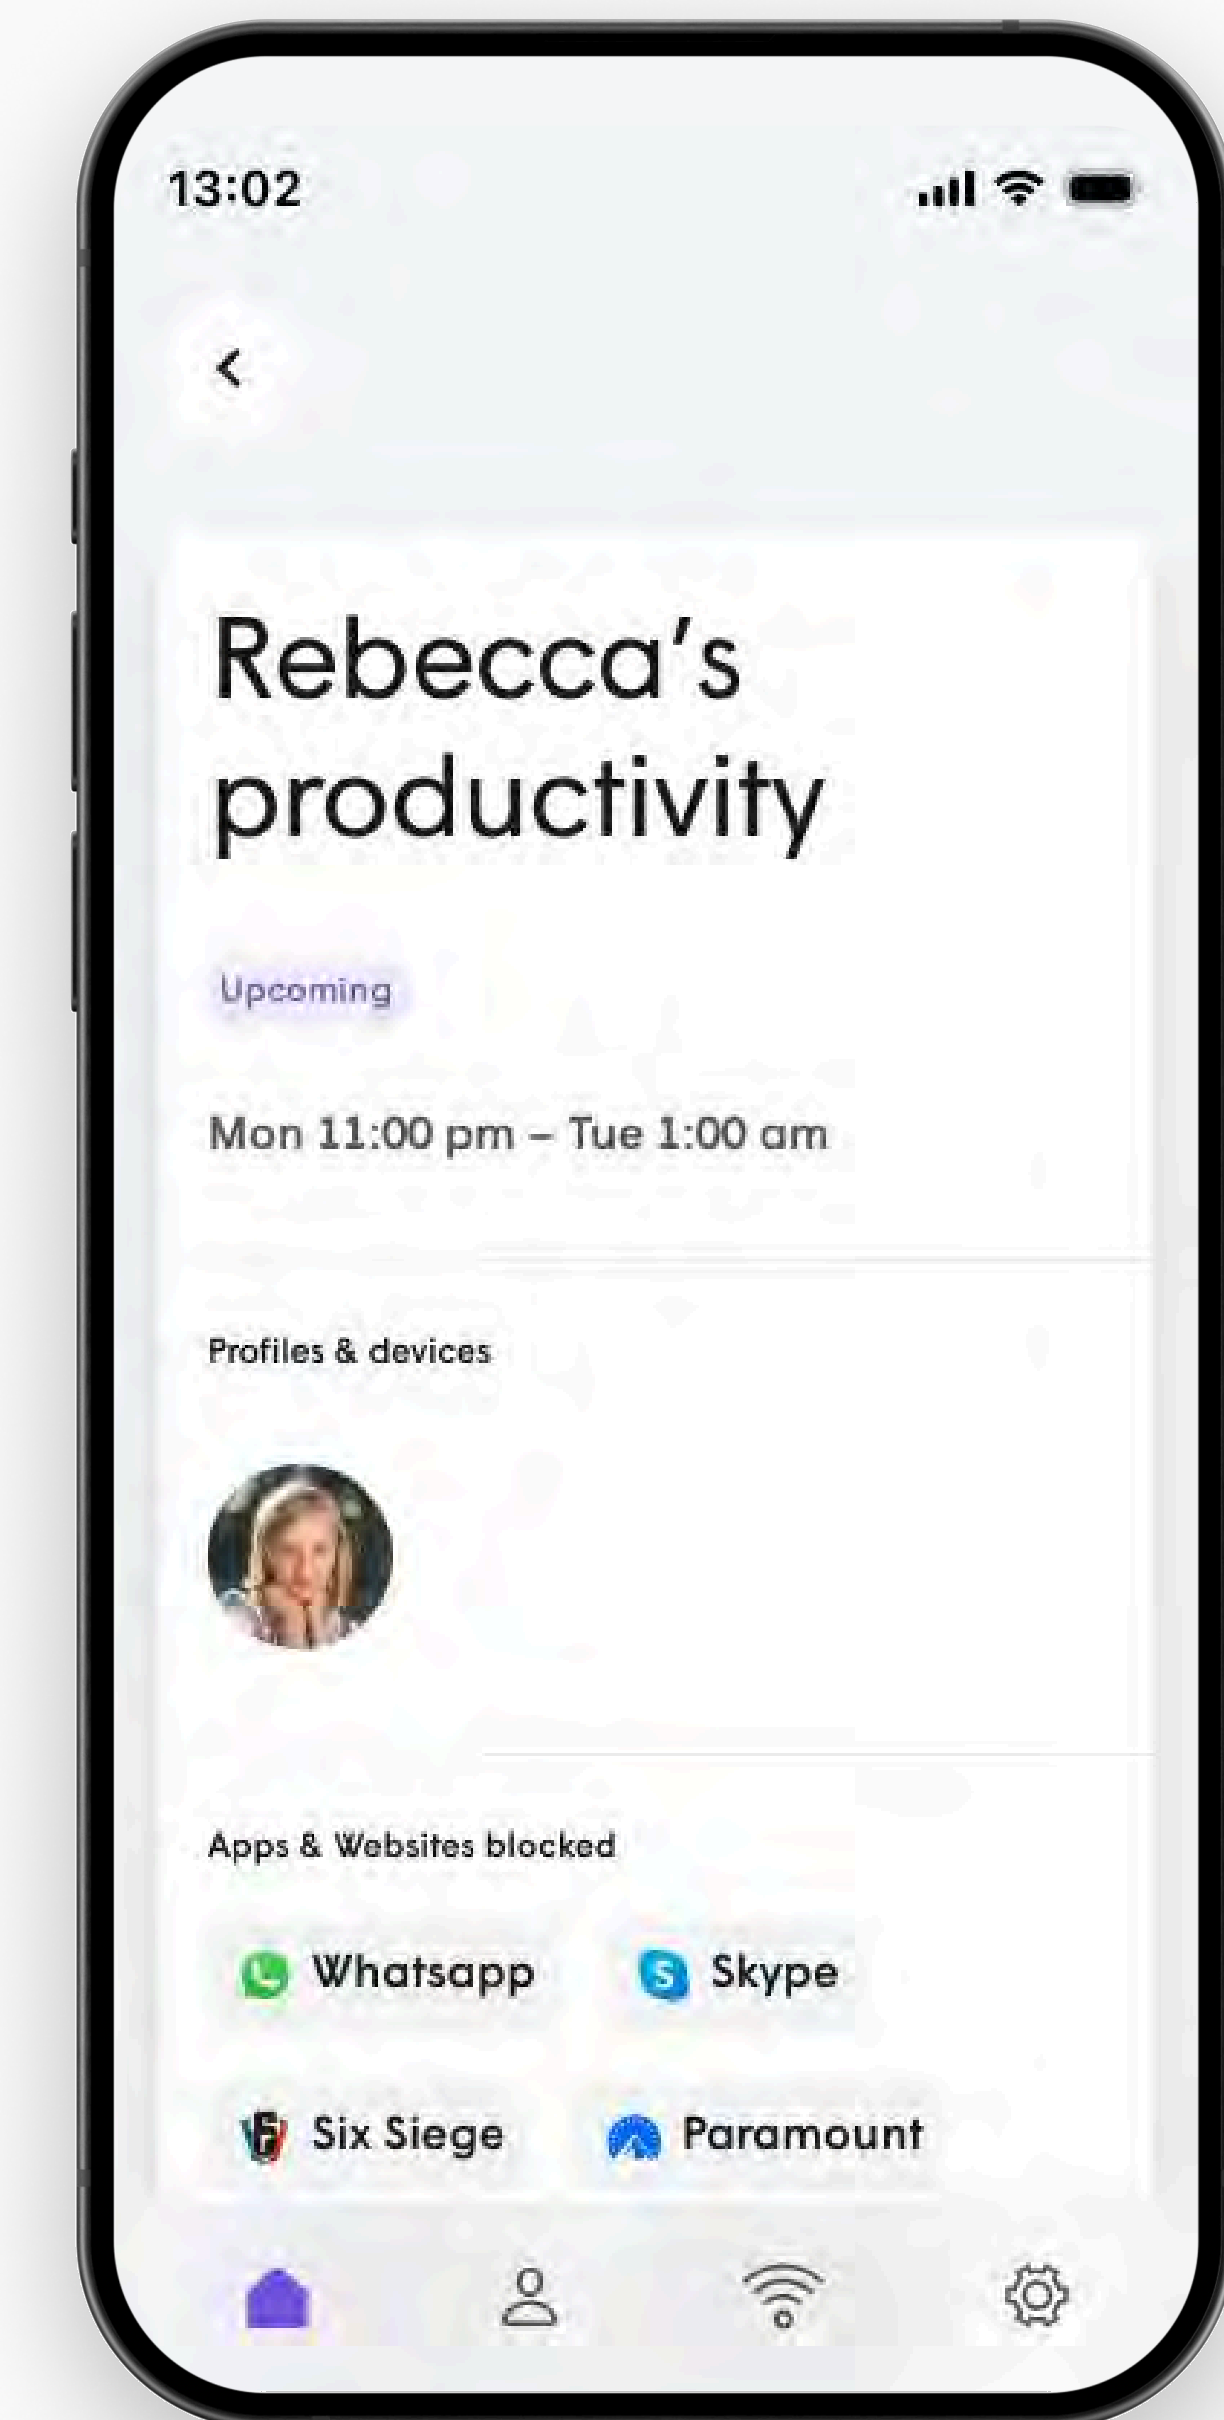 13:02
Rebecca's
productivity
Upcoming
Mon 11:00 pm – Tue 1:00 am
Profiles & devices
Apps & Websites blocked
Whatsapp
Skype
Six Siege
Paramount